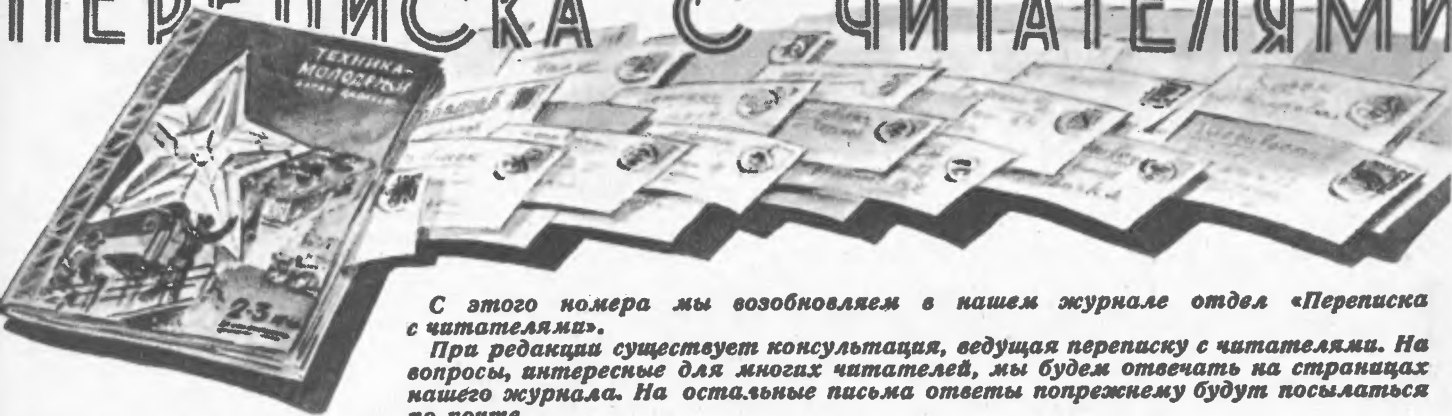 ПЕРЕПИСКА С ЧИТАТЕЛЯМИ
ТЕХНИКА-
МОЛОДЕЖИ
2-3
С этого номера мы возобновляем в нашем журнале отдел «Переписка
с читателями».
При редакции существует консультация, ведущая переписку с читателями. На
вопросы, интересные для многих читателей, мы будем отвечать на страницах
нашего журнала. На остальные письма ответы попрежнему будут посылаться
по почте.